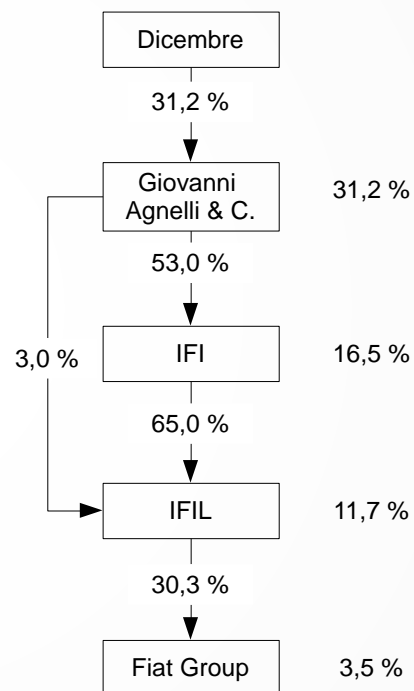 Dicembre
31,2 %
Giovanni
Agnelli & C.
31,2 %
53,0 %
3,0 %
IFI
16,5 %
65,0 %
IFIL
11,7 %
30,3 %
Fiat Group
3,5 %